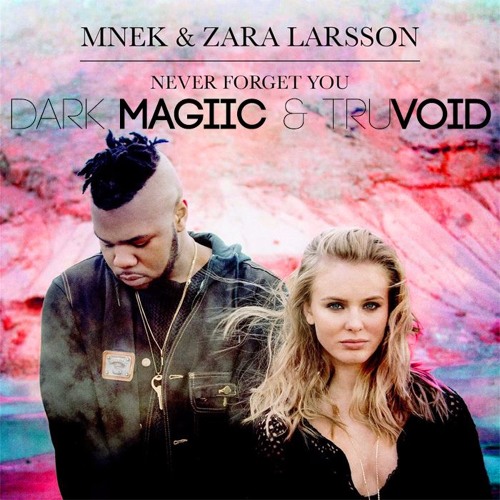 MNEK & ZARA LARSSON
NEVER FORGET YOU
DARK MAGIIC & TRUVOID